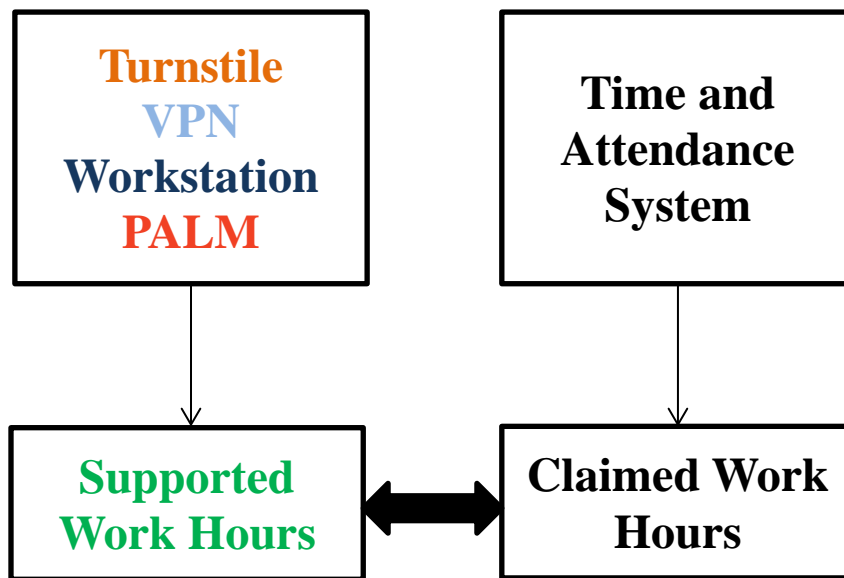 Turnstile
VPN
Workstation
PALM
Time and
Attendance
System
Supported
Work Hours
Claimed Work
Hours